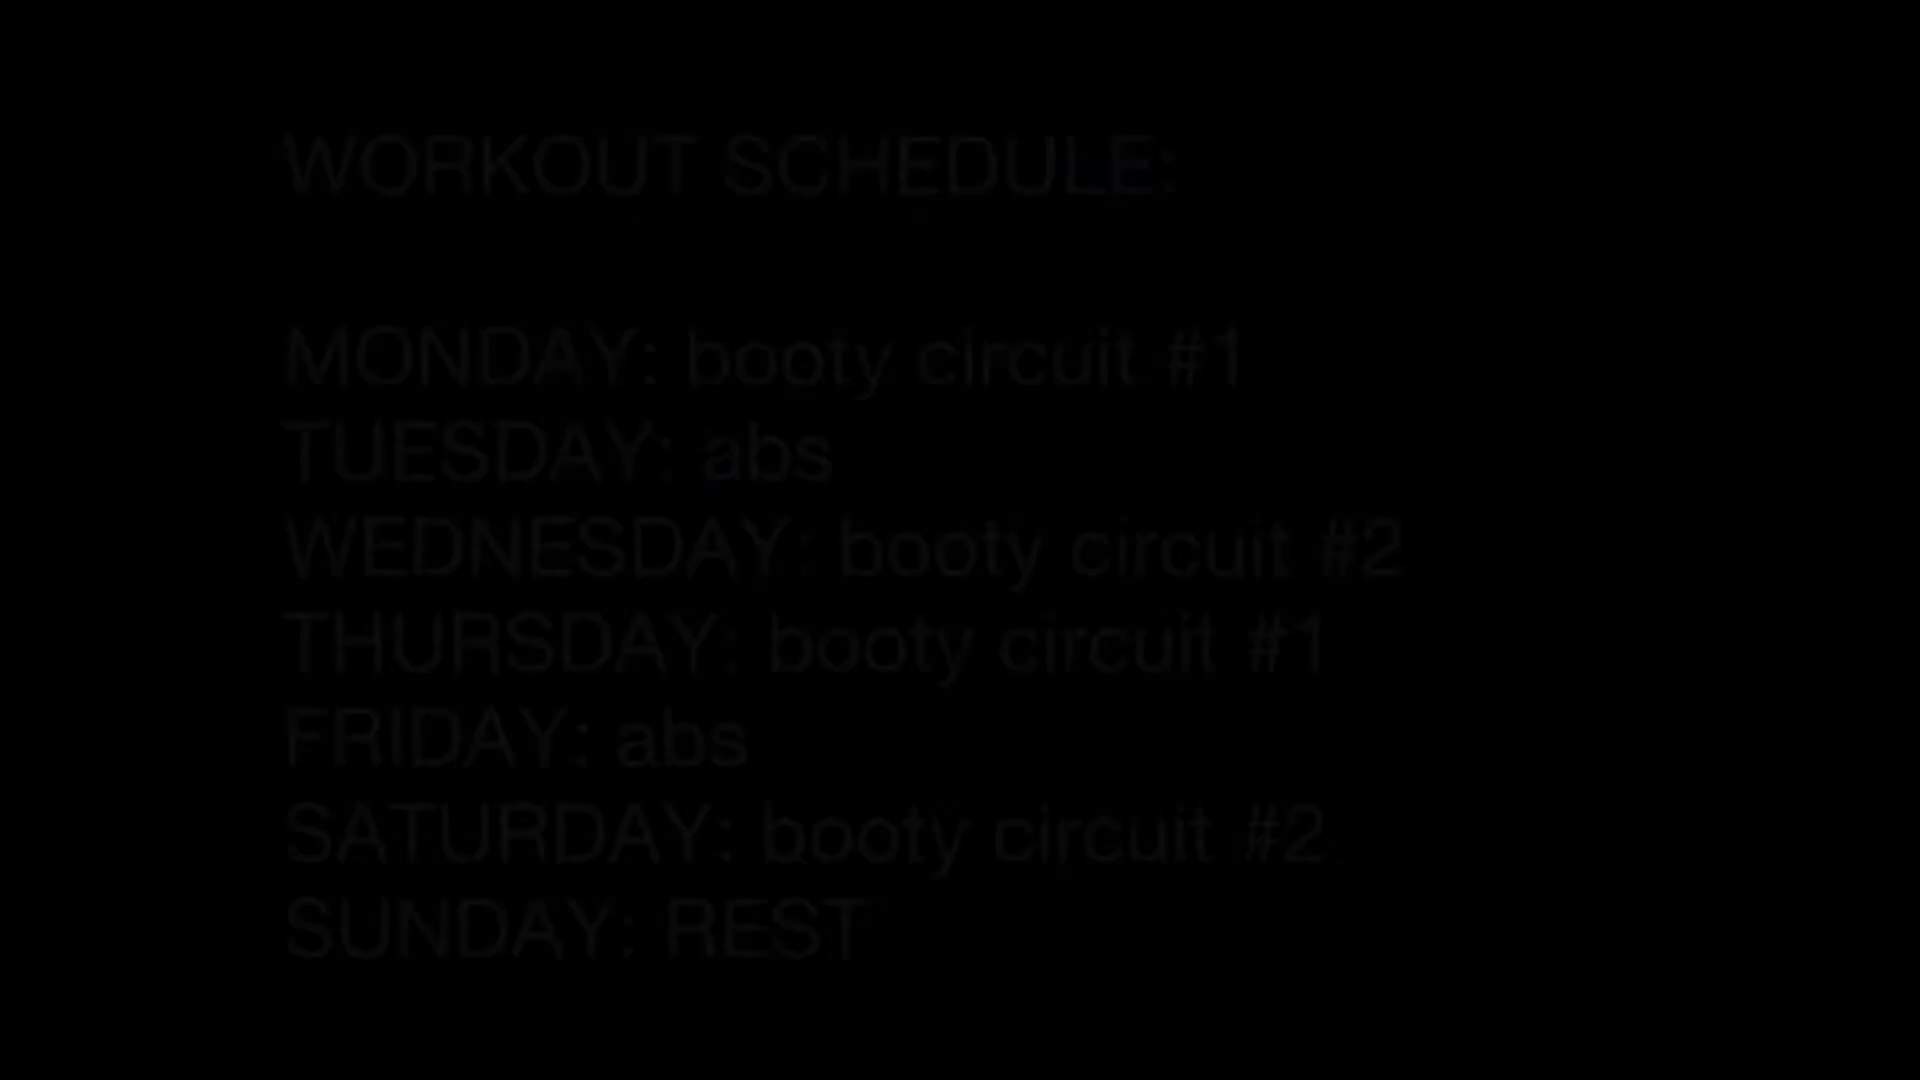 WORKOUT SCHEDULE:
MONDAY: booty circuit #1
TUESDAY: abs
WEDNESDAY: booty circuit #2
THURSDAY: booty circuit #1
FRIDAY: abs
SATURDAY: booty circuit #2
SUNDAY: REST